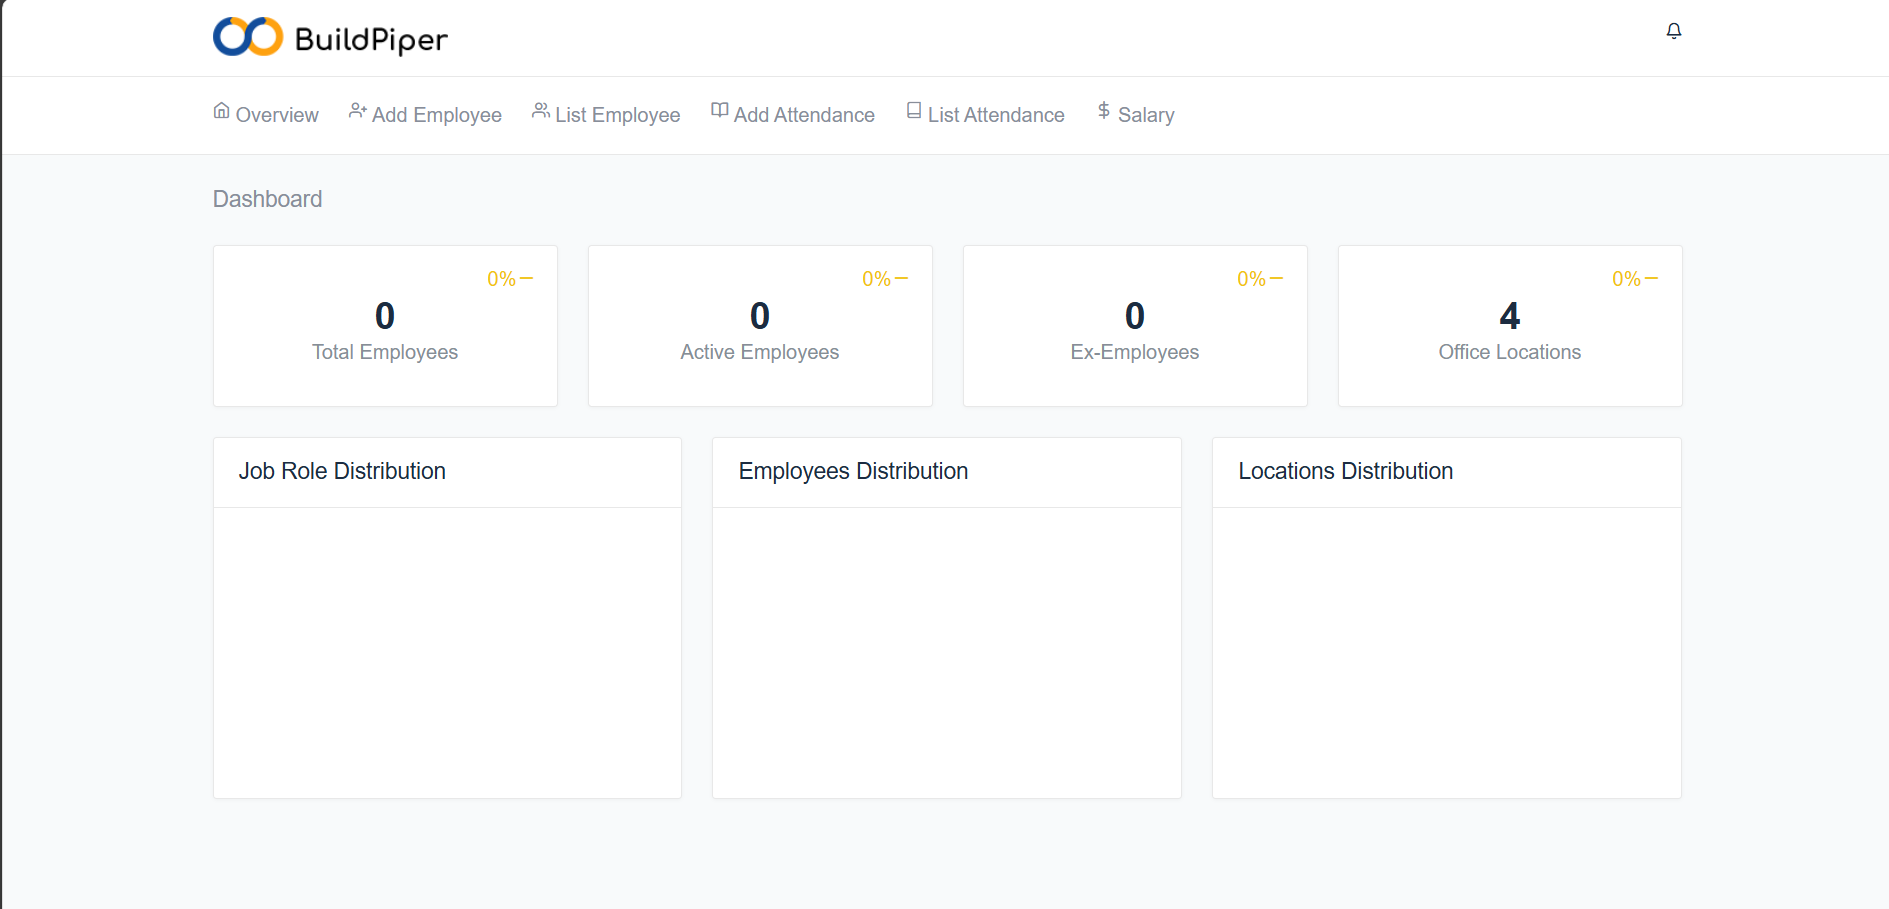 BuildPiper
Overview Add Employee List Employee Add Attendance List Attendance Salary
Dashboard
0% 0% 0% 0%
0 0 0 4
Total Employees Active Employees Ex-Employees Office Locations
Job Role Distribution Employees Distribution Locations Distribution